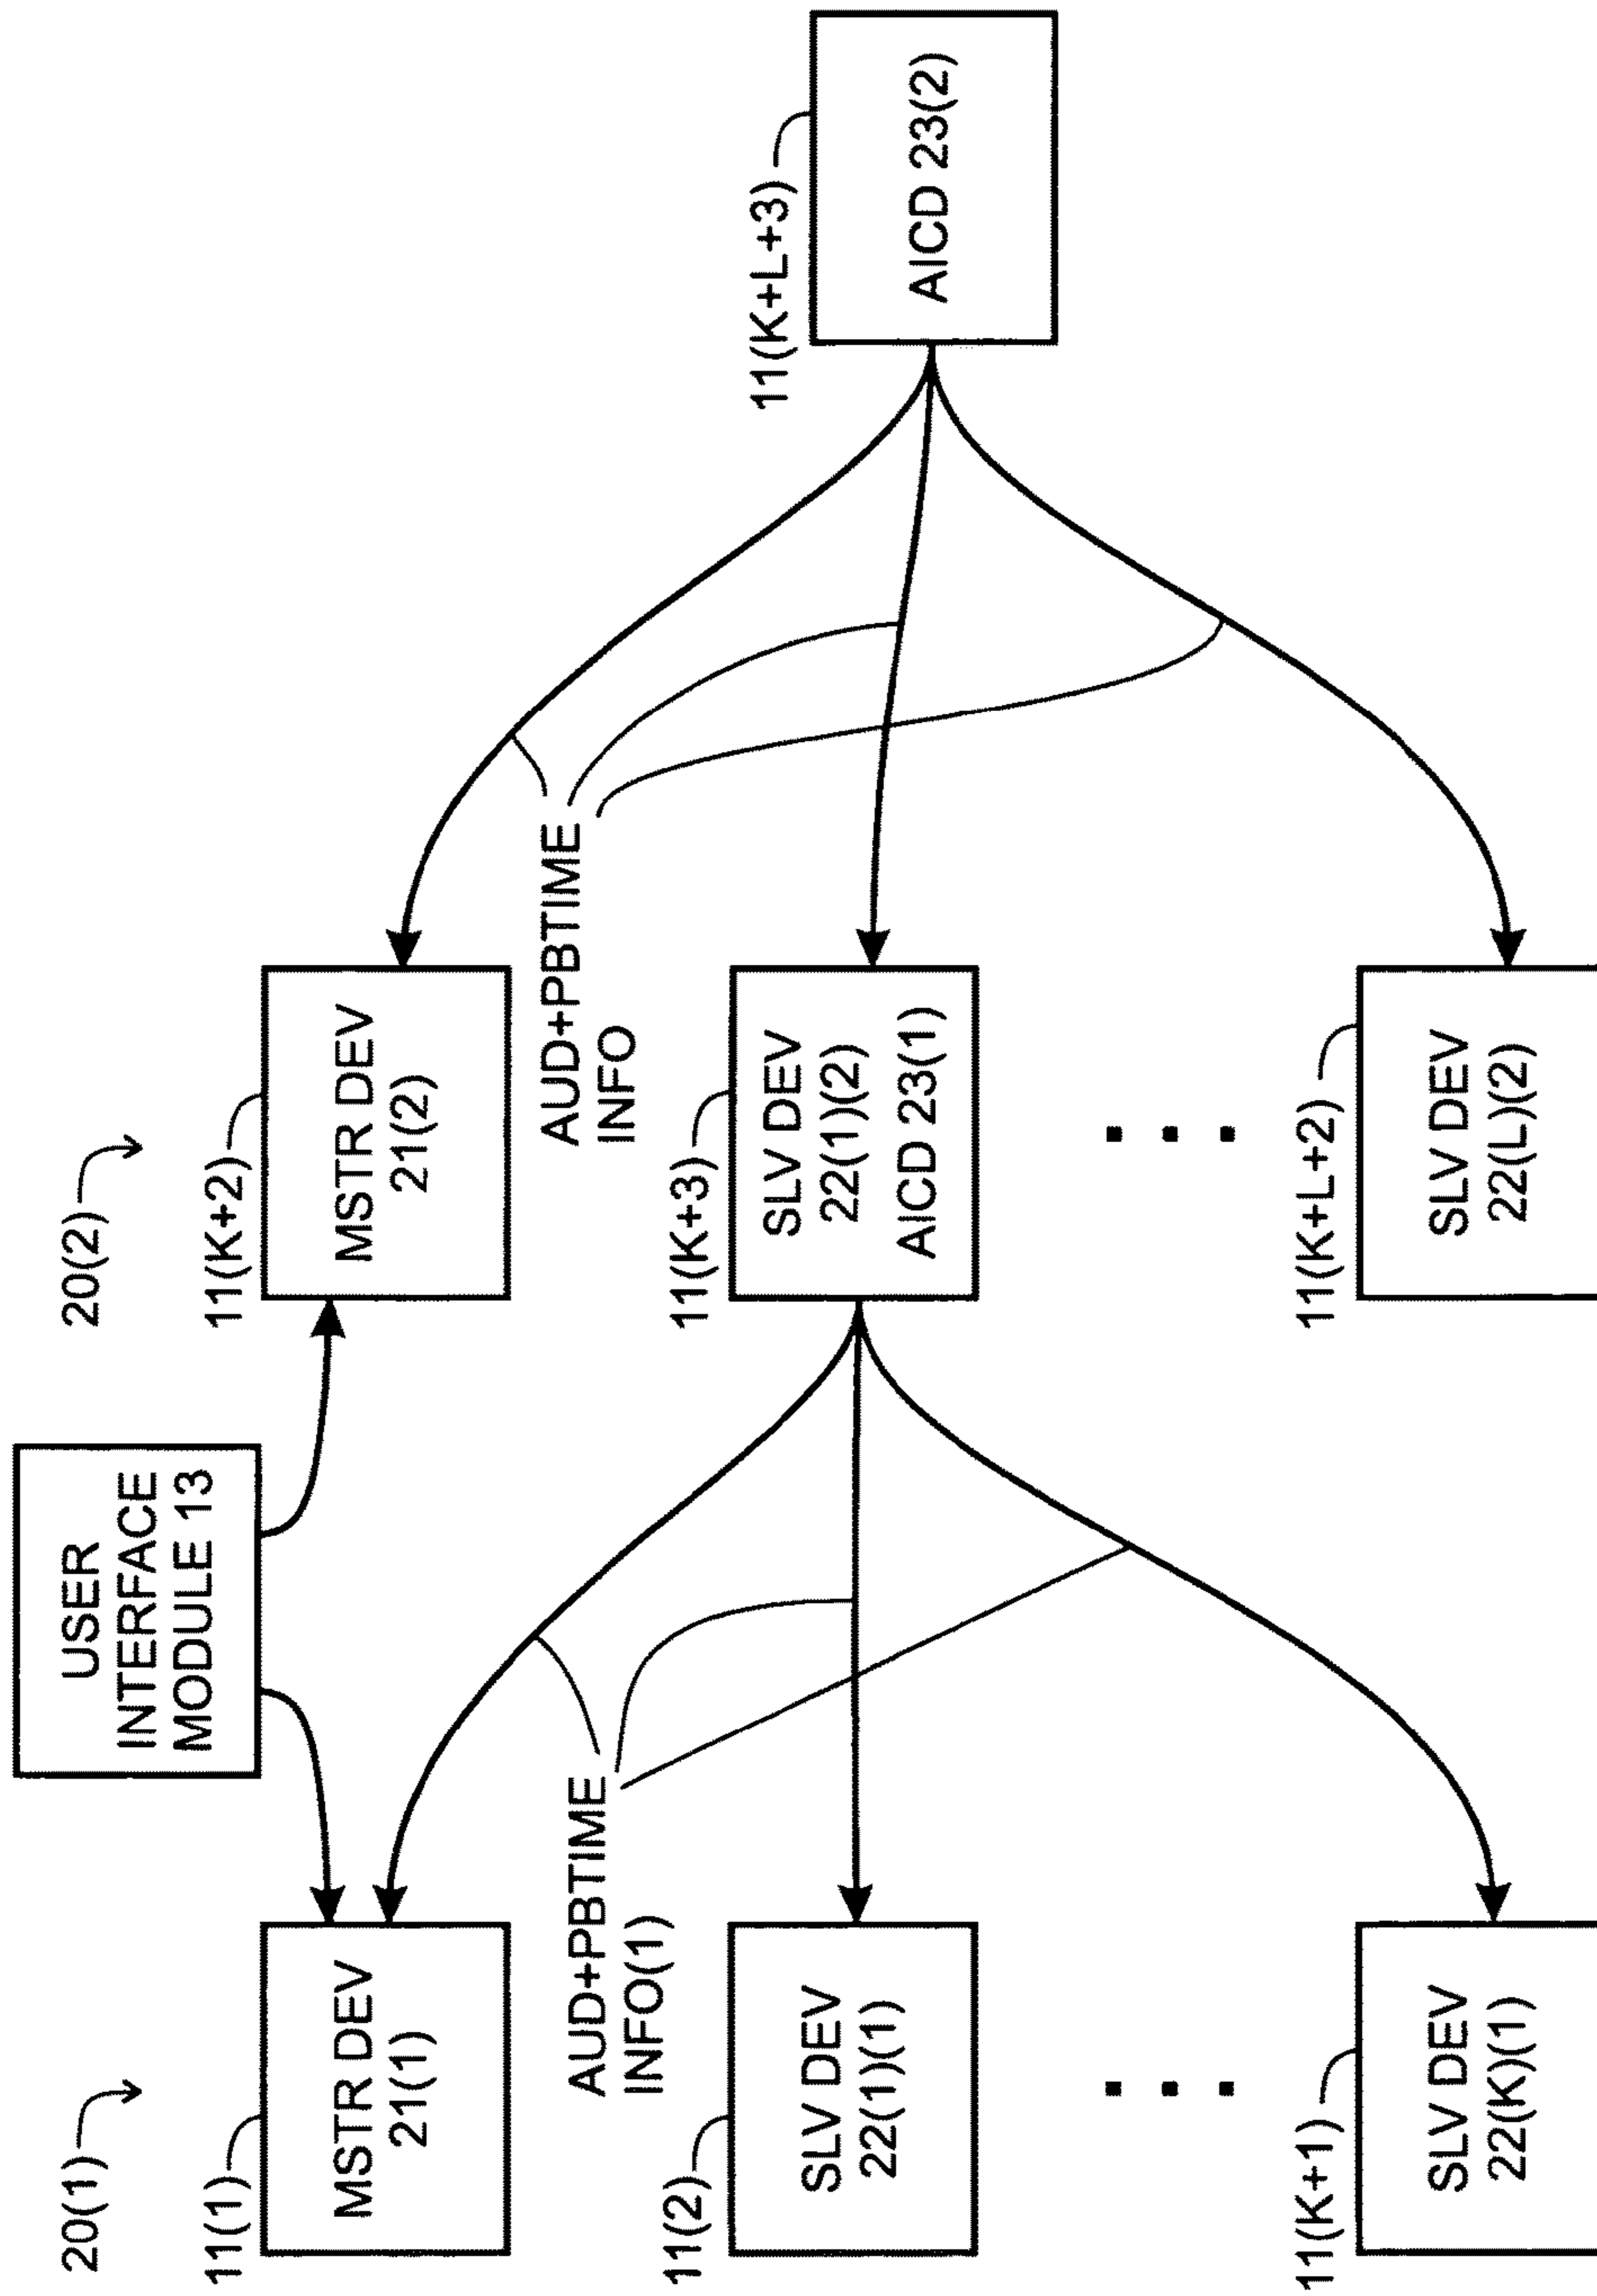 USER
INTERFACE
MODULE 13
20(1)
11(1)
MSTR DEV
21(1)
AUD+PBTIME
INFO(1)
11(2)
SLV DEV
22(1)(1)
11(K+1)
SLV DEV
22(K)(1)
20(2)
11(K+2)
MSTR DEV
21(2)
AUD+PBTIME
INFO
11(K+3)
SLV DEV
22(1)(2)
AICD 23(1)
11(K+L+2)
SLV DEV
22(L)(2)
11(K+L+3)
AICD 23(2)